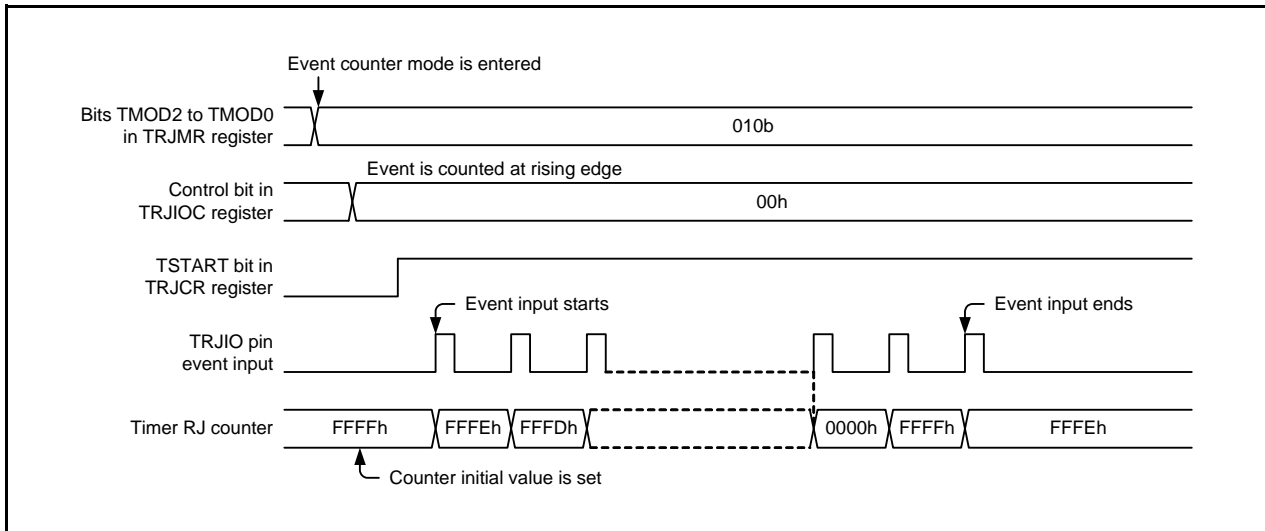 Event counter mode is entered
Bits TMOD2 to TMOD0
in TRJMR register
010b
Event is counted at rising edge
Control bit in
TRJIOC register
00h
TSTART bit in
TRJCR register
Event input starts
Event input ends
TRJIO pin
event input
Timer RJ counter
FFFFh
FFFEh
FFFDh
0000h
FFFFh
FFFEh
Counter initial value is set